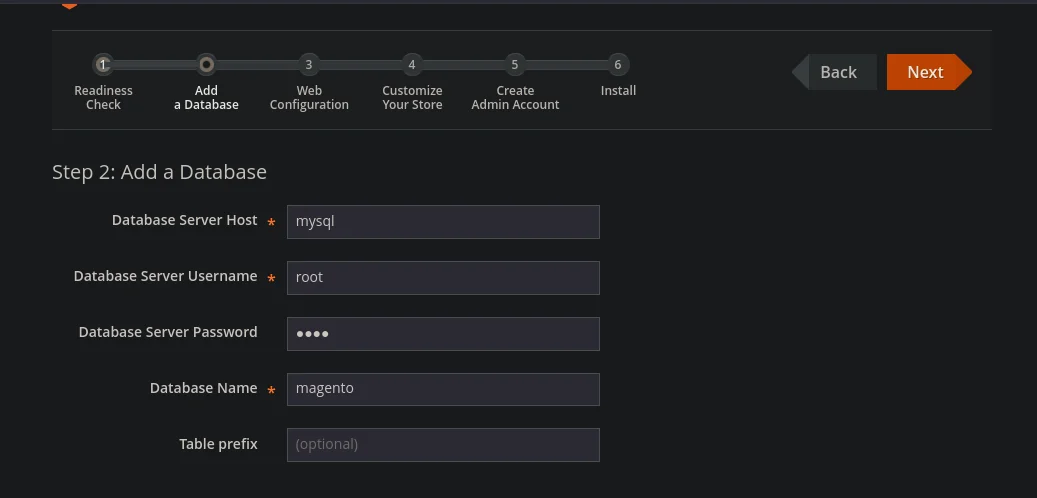 1
3
4
5
6
Readiness
Check
Add
a Database
Web
Configuration
Customize
Your Store
Create
Admin Account
Install
Back
Next
Step 2: Add a Database
Database Server Host *
mysql
Database Server Username *
root
Database Server Password
••••
Database Name *
magento
Table prefix
(optional)